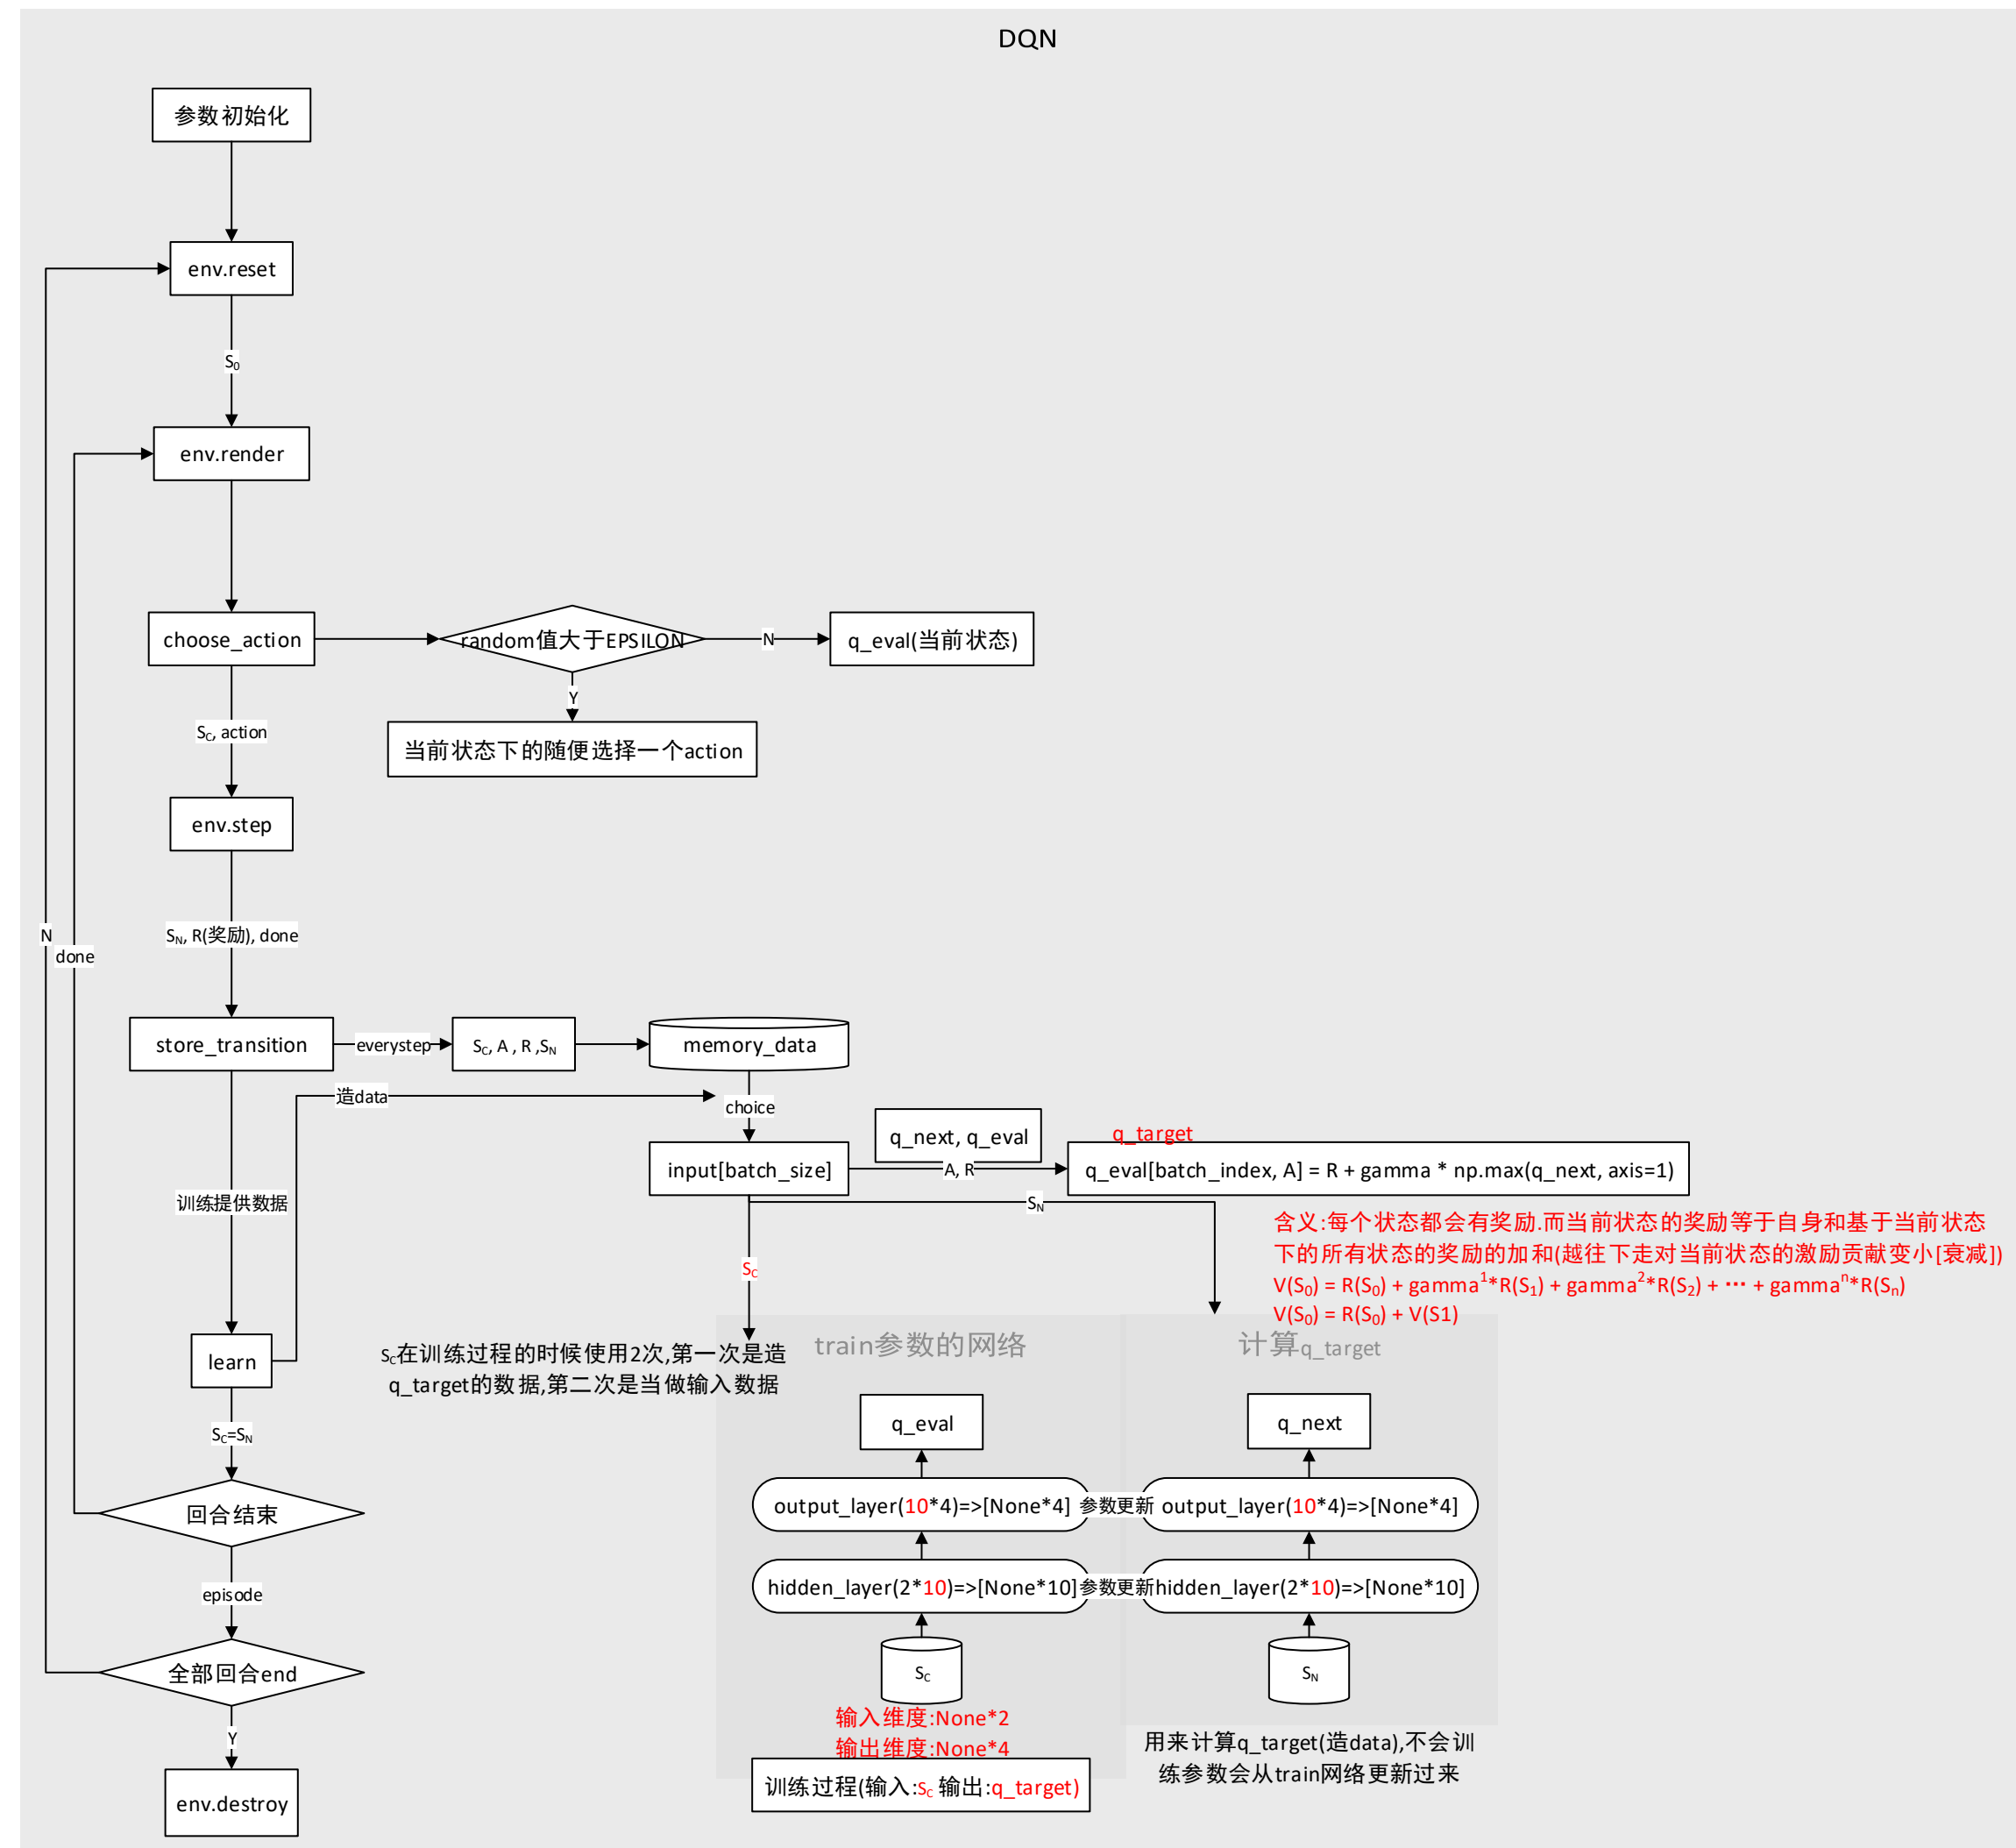 DQN
参数初始化
env.reset
S0
env.render
choose_action
random值大于EPSILON
N
q_eval(当前状态)
Y
当前状态下的随便选择一个action
SC, action
env.step
SN, R(奖励), done
N
done
store_transition
everystep
SC, A , R ,SN
memory_data
造data
choice
q_next, q_eval
q_target
input[batch_size]
A, R
q_eval[batch_index, A] = R + gamma * np.max(q_next, axis=1)
训练提供数据
SN
含义:每个状态都会有奖励.而当前状态的奖励等于自身和基于当前状态
下的所有状态的奖励的加和(越往下走对当前状态的激励贡献变小[衰减])
V(S0) = R(S0) + gamma1*R(S1) + gamma2*R(S2) + ··· + gamman*R(Sn)
V(S0) = R(S0) + V(S1)
SC
learn
SC在训练过程的时候使用2次,第一次是造
q_target的数据,第二次是当做输入数据
train参数的网络
计算q_target
SC=SN
q_eval
q_next
回合结束
output_layer(10*4)=>[None*4]
参数更新
output_layer(10*4)=>[None*4]
episode
hidden_layer(2*10)=>[None*10]
参数更新
hidden_layer(2*10)=>[None*10]
全部回合end
SC
SN
输入维度:None*2
输出维度:None*4
用来计算q_target(造data),不会训
练参数会从train网络更新过来
Y
训练过程(输入:SC 输出:q_target)
env.destroy